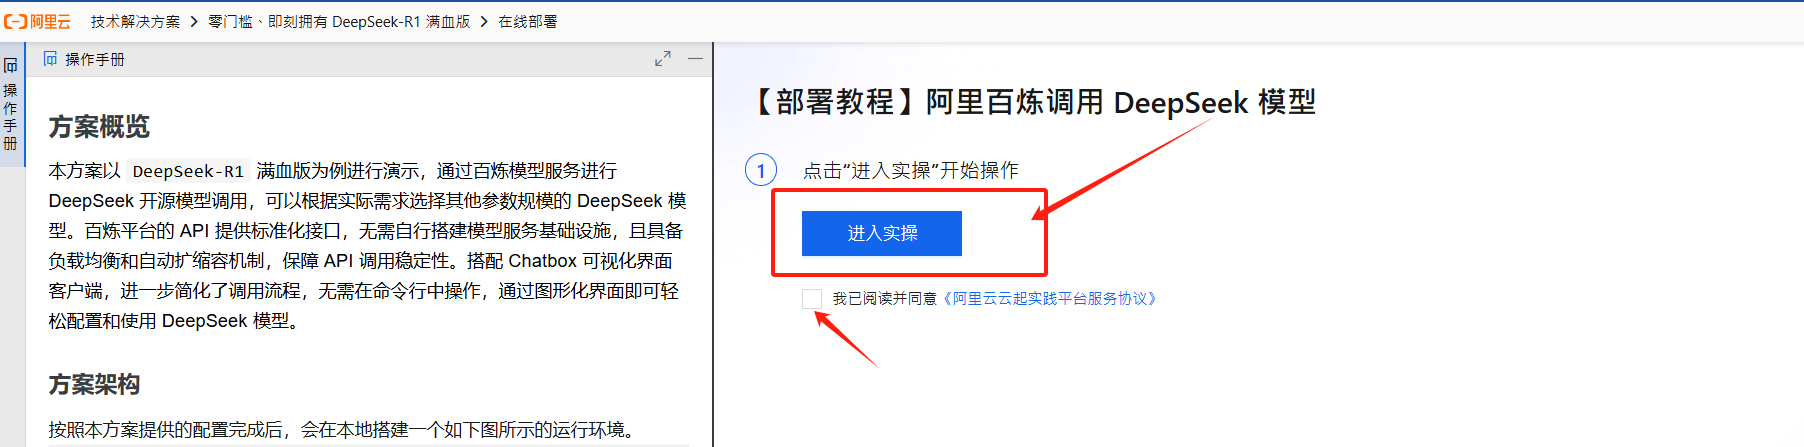 阿里云 技术解决方案 > 零门槛、即刻拥有 DeepSeek-R1 满血版 > 在线部署
操作手册
操作手册
方案概览
本方案以 DeepSeek-R1 满血版为例进行演示，通过百炼模型服务进行
DeepSeek 开源模型调用，可以根据实际需求选择其他参数规模的 DeepSeek 模
型。百炼平台的 API 提供标准化接口，无需自行搭建模型服务基础设施，且具备
负载均衡和自动扩缩容机制，保障 API 调用稳定性。搭配 Chatbox 可视化界面
客户端，进一步简化了调用流程，无需在命令行中操作，通过图形化界面即可轻
松配置和使用 DeepSeek 模型。
方案架构
按照本方案提供的配置完成后，会在本地搭建一个如下图所示的运行环境。
【部署教程】阿里百炼调用 DeepSeek 模型
1 点击“进入实操”开始操作
进入实操
我已阅读并同意《阿里云云起实践平台服务协议》